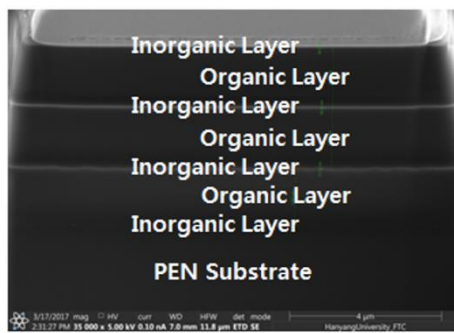 Inorganic Layer
Organic Layer
Inorganic Layer
Organic Layer
Inorganic Layer
Organic Layer
Inorganic Layer
PEN Substrate
3/17/2017 mag □ HV curr WD HFW det mode 4 µm
2:31:27 PM 35 000 x 5.00 kV 0.10 nA 7.0 mm 11.8 µm ETD SE HanyangUniversity_FTC